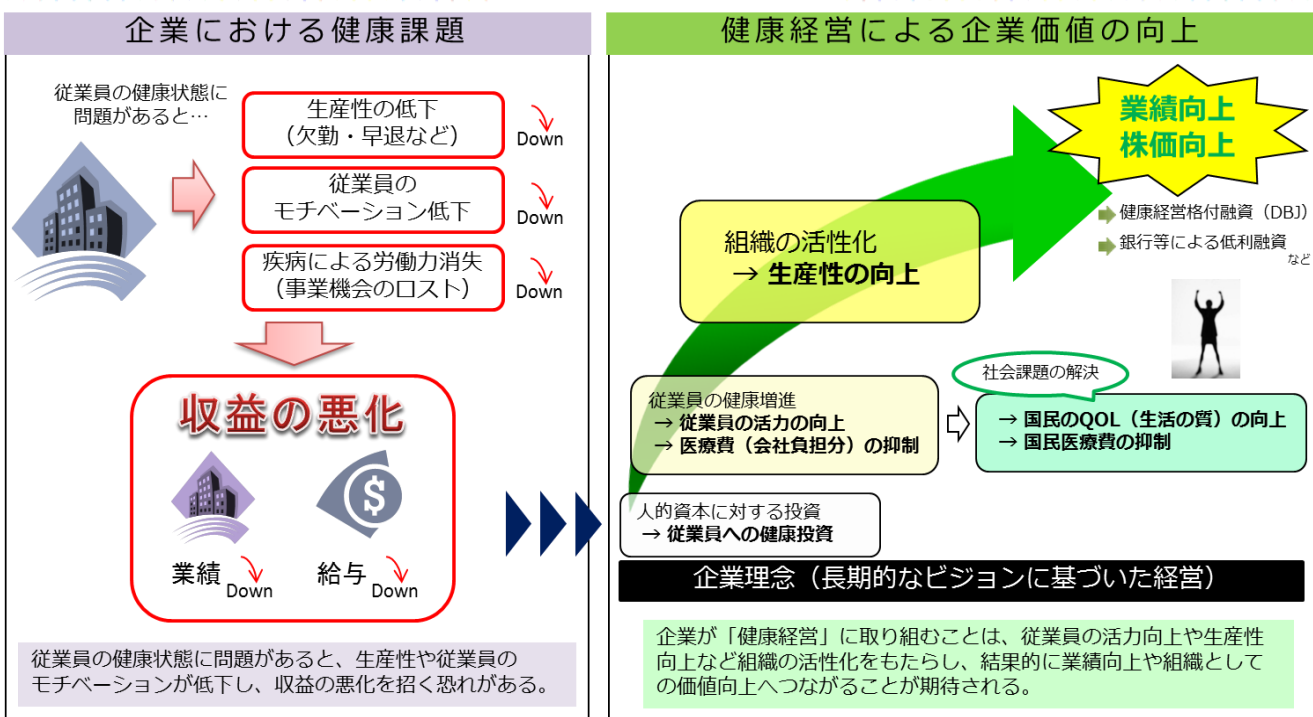 企業における健康課題
従業員の健康状態に
問題があると…
生産性の低下
（欠勤・早退など）
Down
従業員の
モチベーション低下
Down
疾病による労働力消失
（事業機会のロスト）
Down
収益の悪化
$
業績
Down
給与
Down
従業員の健康状態に問題があると、生産性や従業員の
モチベーションが低下し、収益の悪化を招く恐れがある。
健康経営による企業価値の向上
業績向上
株価向上
健康経営格付融資（DBJ）
銀行等による低利融資
など
組織の活性化
→ 生産性の向上
社会課題の解決
従業員の健康増進
→ 従業員の活力の向上
→ 医療費（会社負担分）の抑制
→ 国民のQOL（生活の質）の向上
→ 国民医療費の抑制
人的資本に対する投資
→ 従業員への健康投資
企業理念（長期的なビジョンに基づいた経営）
企業が「健康経営」に取り組むことは、従業員の活力向上や生産性
向上など組織の活性化をもたらし、結果的に業績向上や組織として
の価値向上へつながることが期待される。